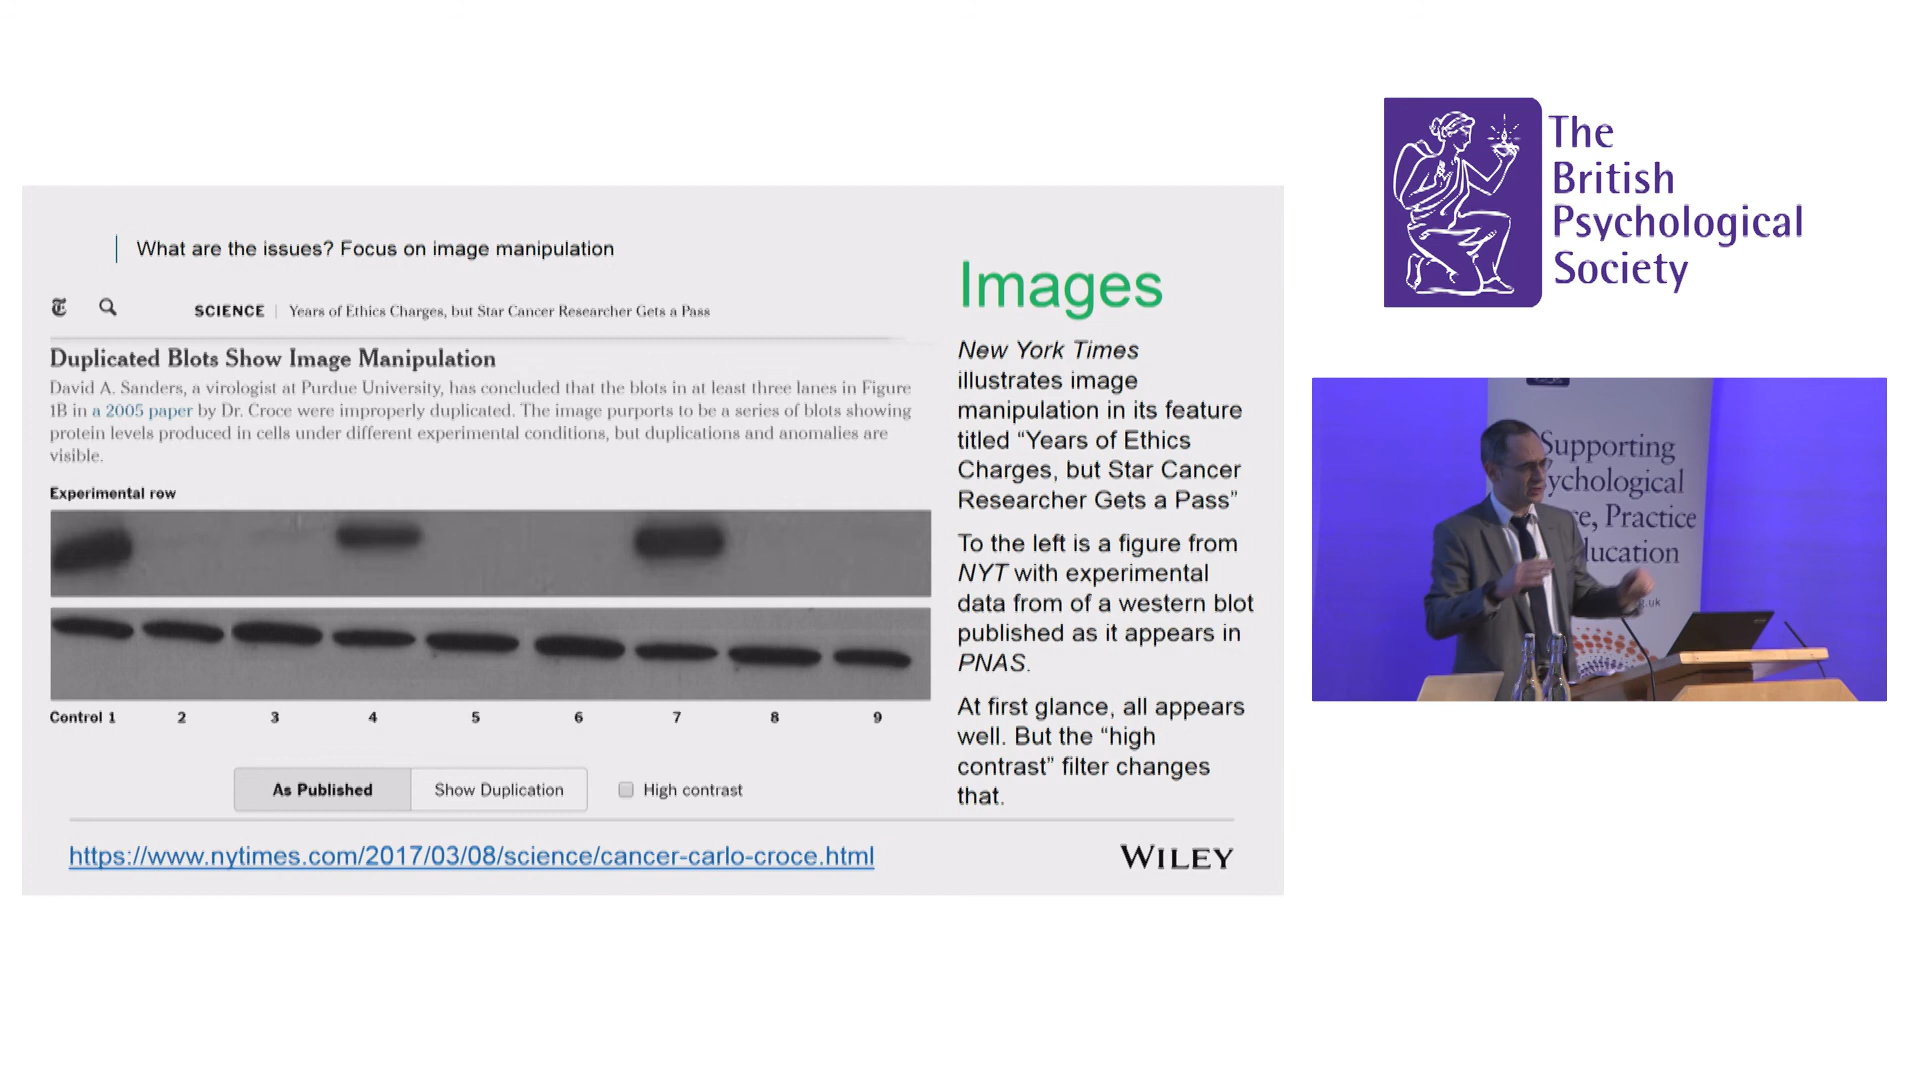 What are the issues? Focus on image manipulation
SCIENCE | Years of Ethics Charges, but Star Cancer Researcher Gets a Pass
Duplicated Blots Show Image Manipulation
David A. Sanders, a virologist at Purdue University, has concluded that the blots in at least three lanes in Figure
1B in a 2005 paper by Dr. Croce were improperly duplicated. The image purports to be a series of blots showing
protein levels produced in cells under different experimental conditions, but duplications and anomalies are
visible.
Experimental row
Control 1 2 3 4 5 6 7 8 9
As Published Show Duplication High contrast
https://www.nytimes.com/2017/03/08/science/cancer-carlo-croce.html
Images
New York Times
illustrates image
manipulation in its feature
titled “Years of Ethics
Charges, but Star Cancer
Researcher Gets a Pass”
To the left is a figure from
NYT with experimental
data from of a western blot
published as it appears in
PNAS.
At first glance, all appears
well. But the “high
contrast” filter changes
that.
WILEY
The
British
Psychological
Society
Supporting
ychological
e, Practice
ducation
g.uk